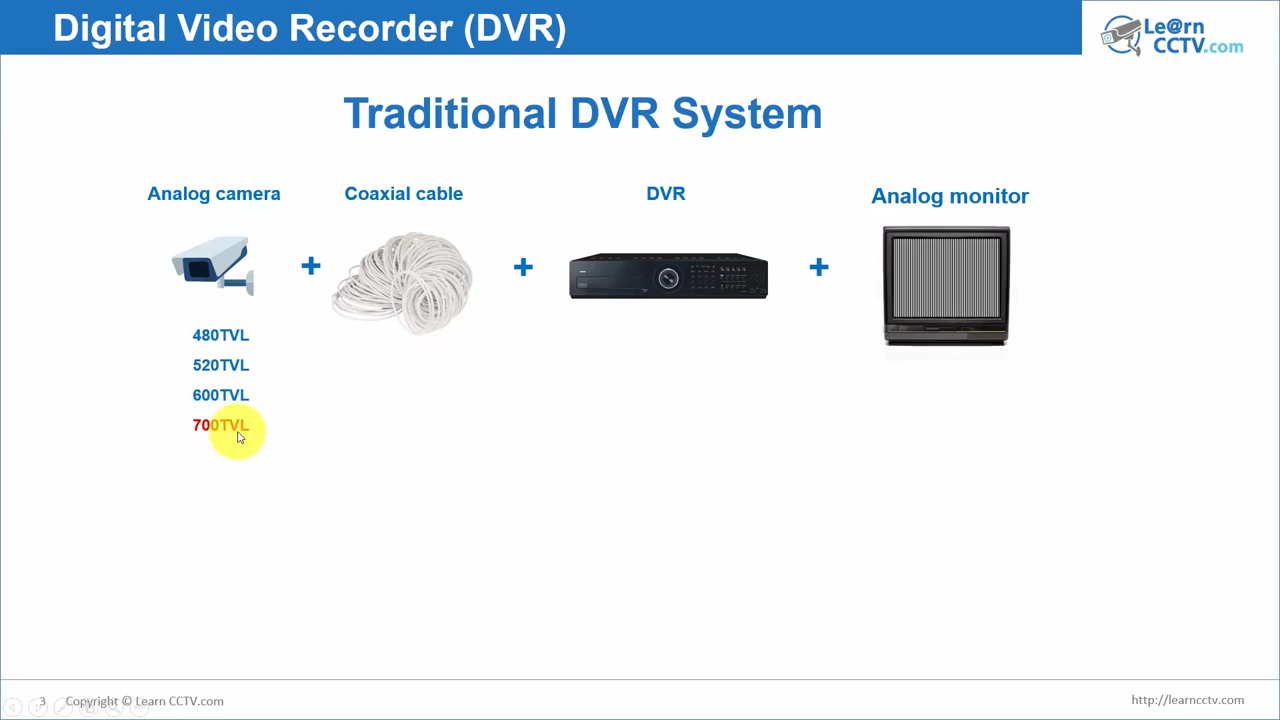 Digital Video Recorder (DVR)
Le@rn
CCTV.com
Traditional DVR System
Analog camera
Coaxial cable
DVR
Analog monitor
+
+
+
480TVL
520TVL
600TVL
700TVL
3
Copyright © Learn CCTV.com
http://learncctv.com